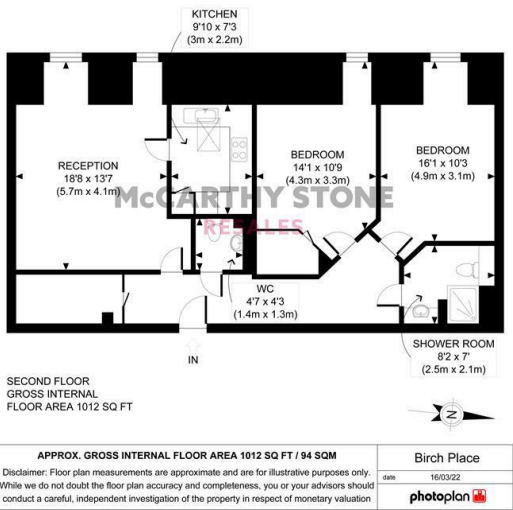 KITCHEN
9'10 x 7'3
(3m x 2.2m)
RECEPTION
18'8 x 13'7
(5.7m x 4.1m)
BEDROOM
14'1 x 10'9
(4.3m x 3.3m)
BEDROOM
16'1 x 10'3
(4.9m x 3.1m)
McCARTHY STONE
RESALES
WC
4'7 x 4'3
(1.4m x 1.3m)
SHOWER ROOM
8'2 x 7'
(2.5m x 2.1m)
IN
SECOND FLOOR
GROSS INTERNAL
FLOOR AREA 1012 SQ FT
N
APPROX. GROSS INTERNAL FLOOR AREA 1012 SQ FT / 94 SQM
Disclaimer: Floor plan measurements are approximate and are for illustrative purposes only.
While we do not doubt the floor plan accuracy and completeness, you or your advisors should
conduct a careful, independent investigation of the property in respect of monetary valuation
Birch Place
date 16/03/22
photoplan